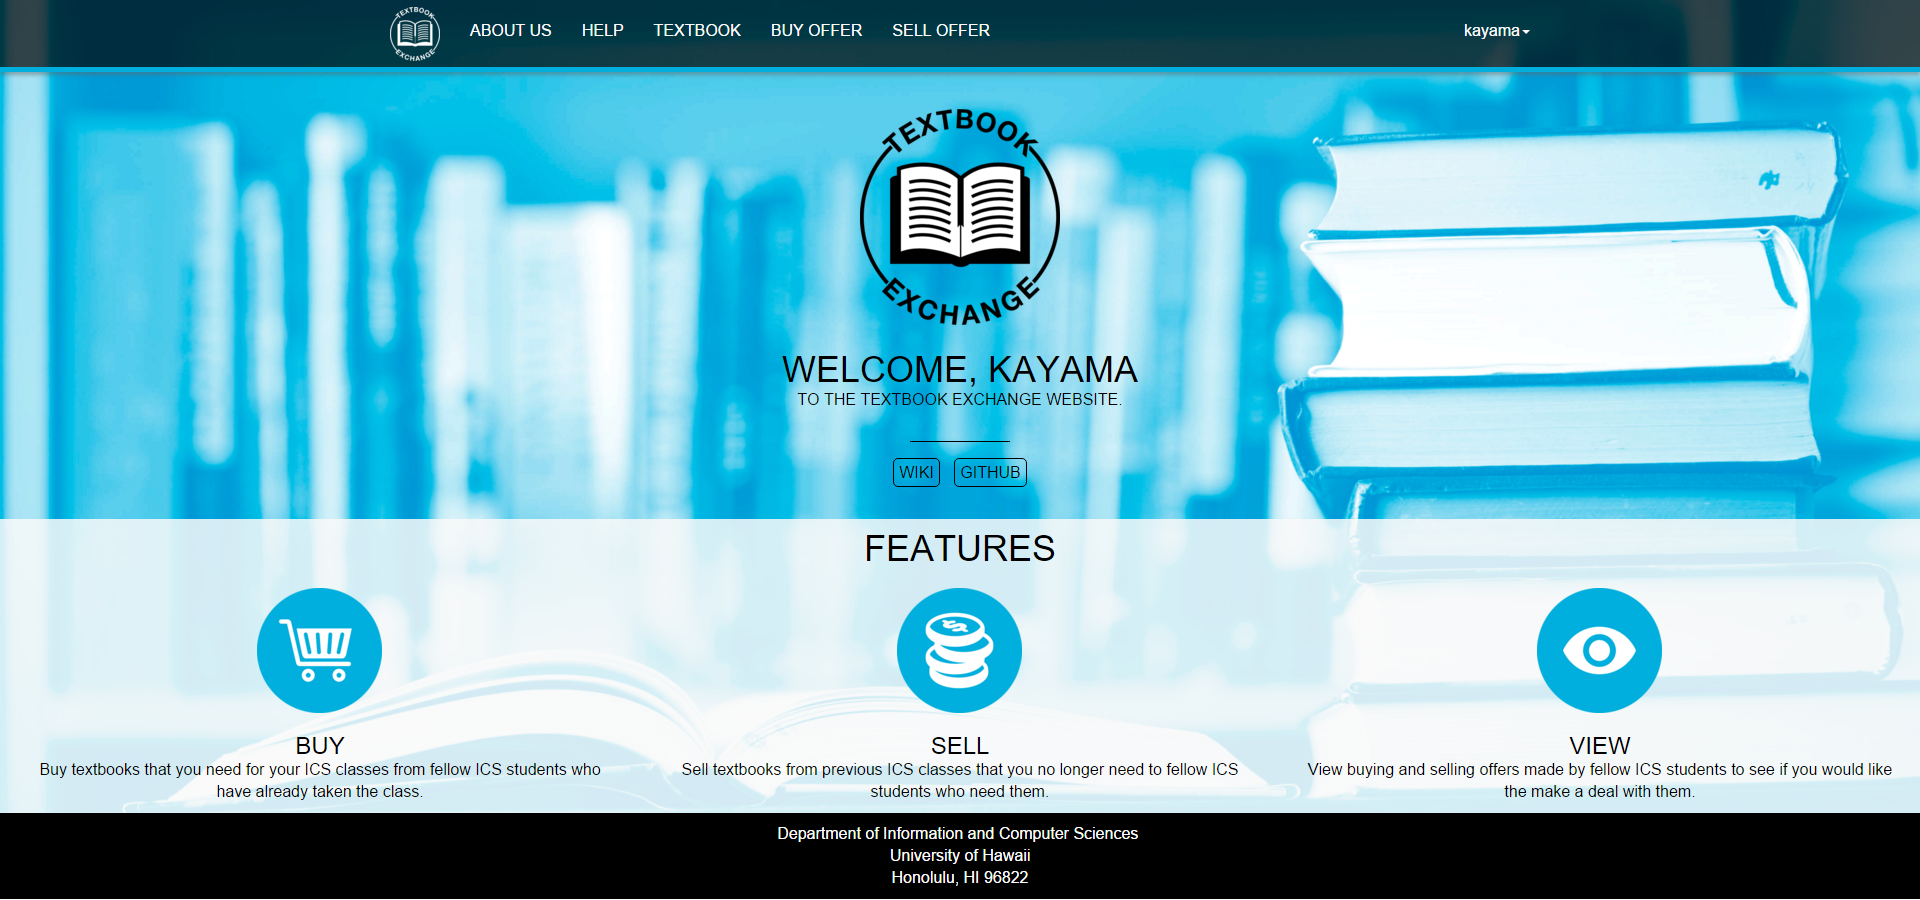 TEXTBOOK
EXCHANGE
ABOUT US
HELP
TEXTBOOK
BUY OFFER
SELL OFFER
kayama
TEXTBOOK
EXCHANGE
WELCOME, KAYAMA
TO THE TEXTBOOK EXCHANGE WEBSITE.
WIKI
GITHUB
FEATURES
BUY
Buy textbooks that you need for your ICS classes from fellow ICS students who
have already taken the class.
SELL
Sell textbooks from previous ICS classes that you no longer need to fellow ICS
students who need them.
VIEW
View buying and selling offers made by fellow ICS students to see if you would like
the make a deal with them.
Department of Information and Computer Sciences
University of Hawaii
Honolulu, HI 96822